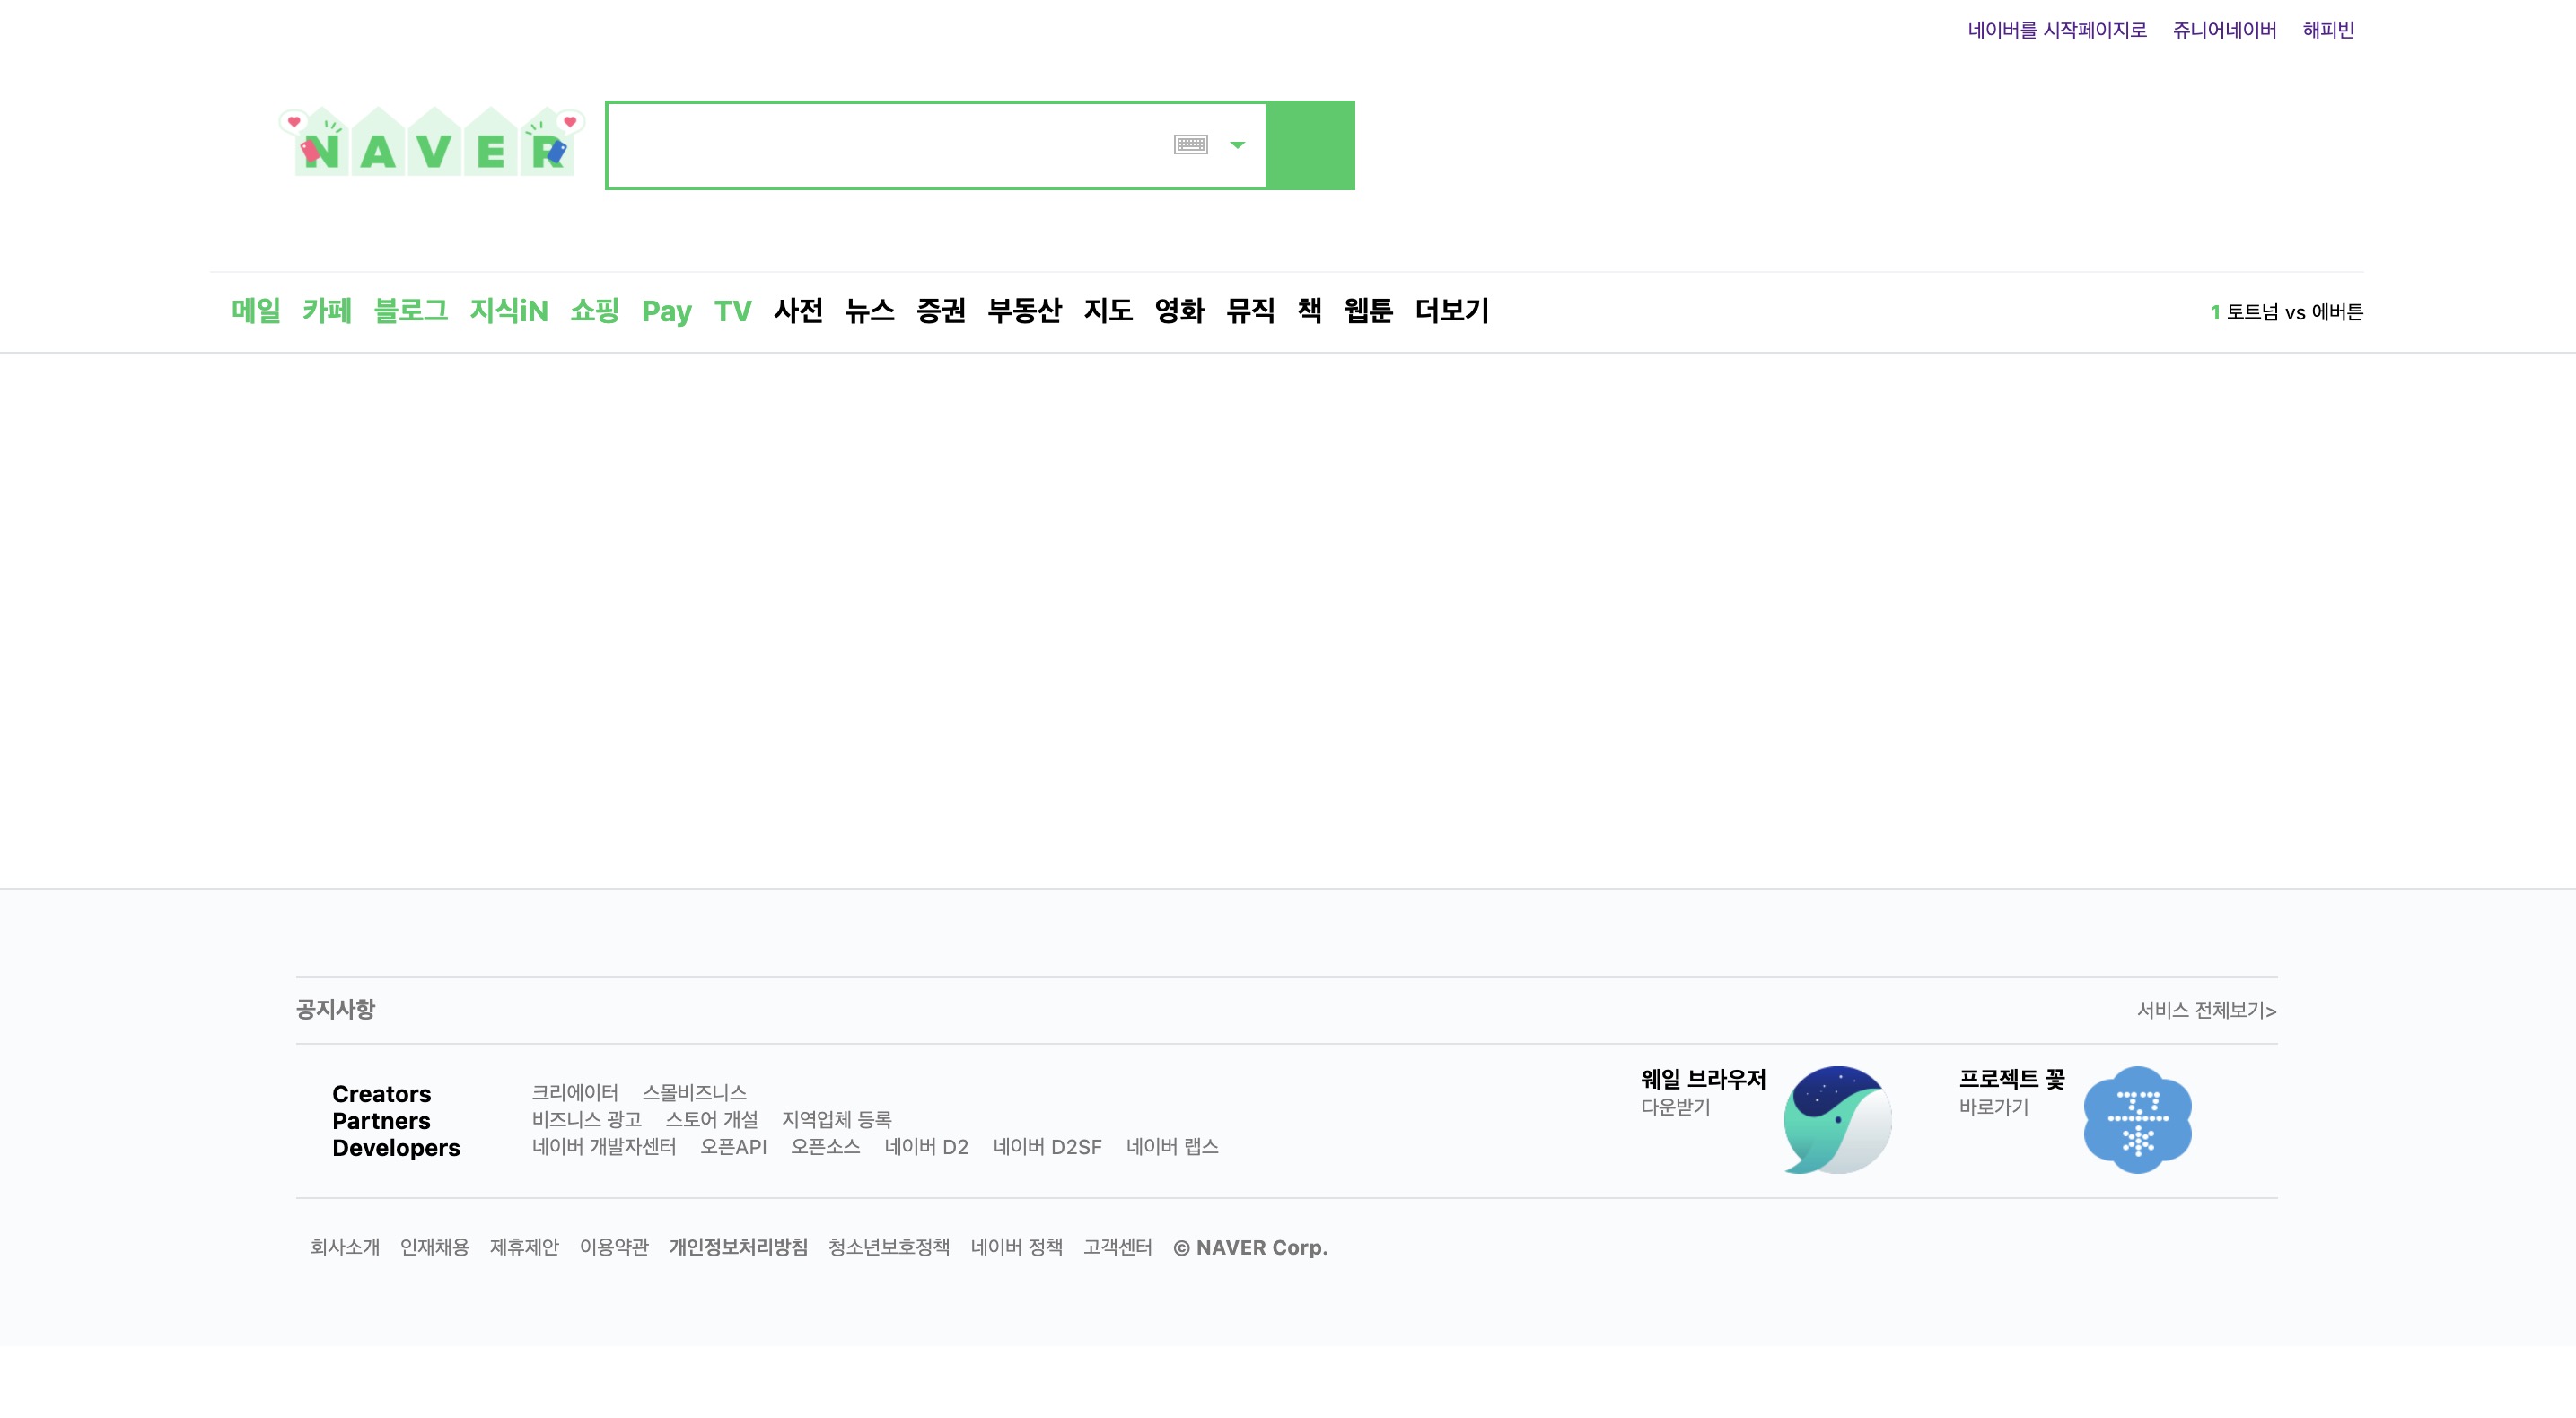 네이버를 시작페이지로 쥬니어네이버 해피빈
NAVER
메일 카페 블로그 지식iN 쇼핑 Pay TV 사전 뉴스 증권 부동산 지도 영화 뮤직 책 웹툰 더보기 1 토트넘 vs 에버튼
공지사항 서비스 전체보기>
Creators 크리에이터 스몰비즈니스
Partners 비즈니스 광고 스토어 개설 지역업체 등록
Developers 네이버 개발자센터 오픈API 오픈소스 네이버 D2 네이버 D2SF 네이버 랩스
웨일 브라우저
다운받기
프로젝트 꽃
바로가기
꽃
회사소개 인재채용 제휴제안 이용약관 개인정보처리방침 청소년보호정책 네이버 정책 고객센터 © NAVER Corp.